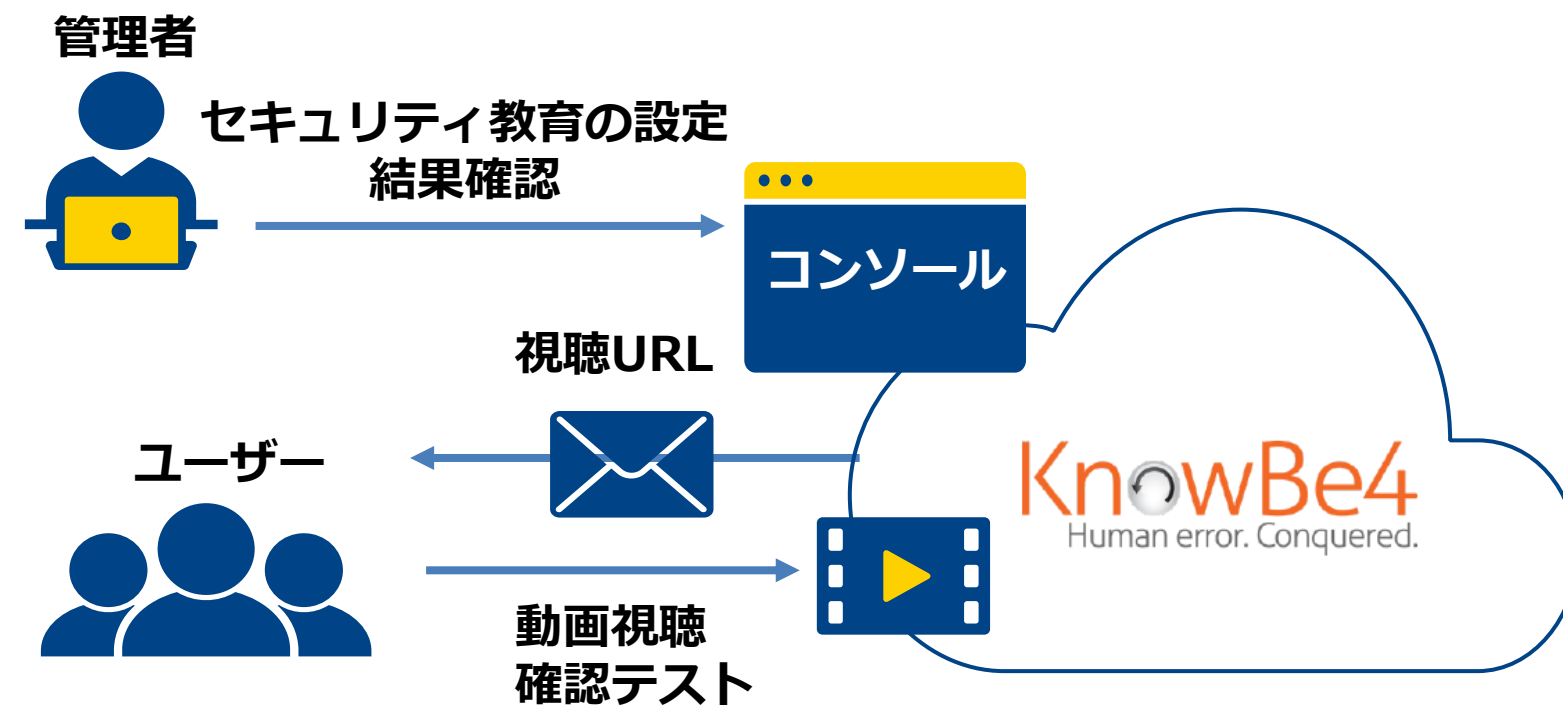 管理者
セキュリティ教育の設定
結果確認
コンソール
視聴URL
ユーザー
KnowBe4
Human error. Conquered.
動画視聴
確認テスト